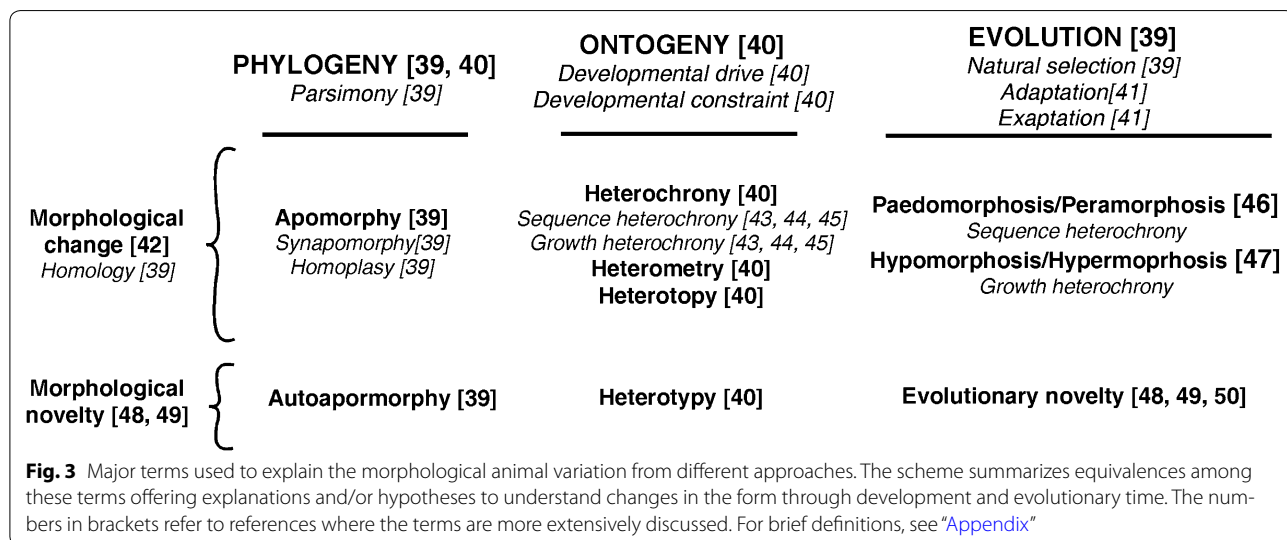 PHYLOGENY [39, 40]
Parsimony [39]
ONTOGENY [40]
Developmental drive [40]
Developmental constraint [40]
EVOLUTION [39]
Natural selection [39]
Adaptation[41]
Exaptation [41]
Morphological
change [42]
Homology [39]
Apomorphy [39]
Synapomorphy[39]
Homoplasy [39]
Heterochrony [40]
Sequence heterochrony [43, 44, 45]
Growth heterochrony [43, 44, 45]
Heterometry [40]
Heterotopy [40]
Paedomorphosis/Peramorphosis [46]
Sequence heterochrony
Hypomorphosis/Hypermoprhosis [47]
Growth heterochrony
Morphological
novelty [48, 49]
Autoapormorphy [39]
Heterotypy [40]
Evolutionary novelty [48, 49, 50]
Fig. 3 Major terms used to explain the morphological animal variation from different approaches. The scheme summarizes equivalences among
these terms offering explanations and/or hypotheses to understand changes in the form through development and evolutionary time. The num-
bers in brackets refer to references where the terms are more extensively discussed. For brief definitions, see “Appendix”